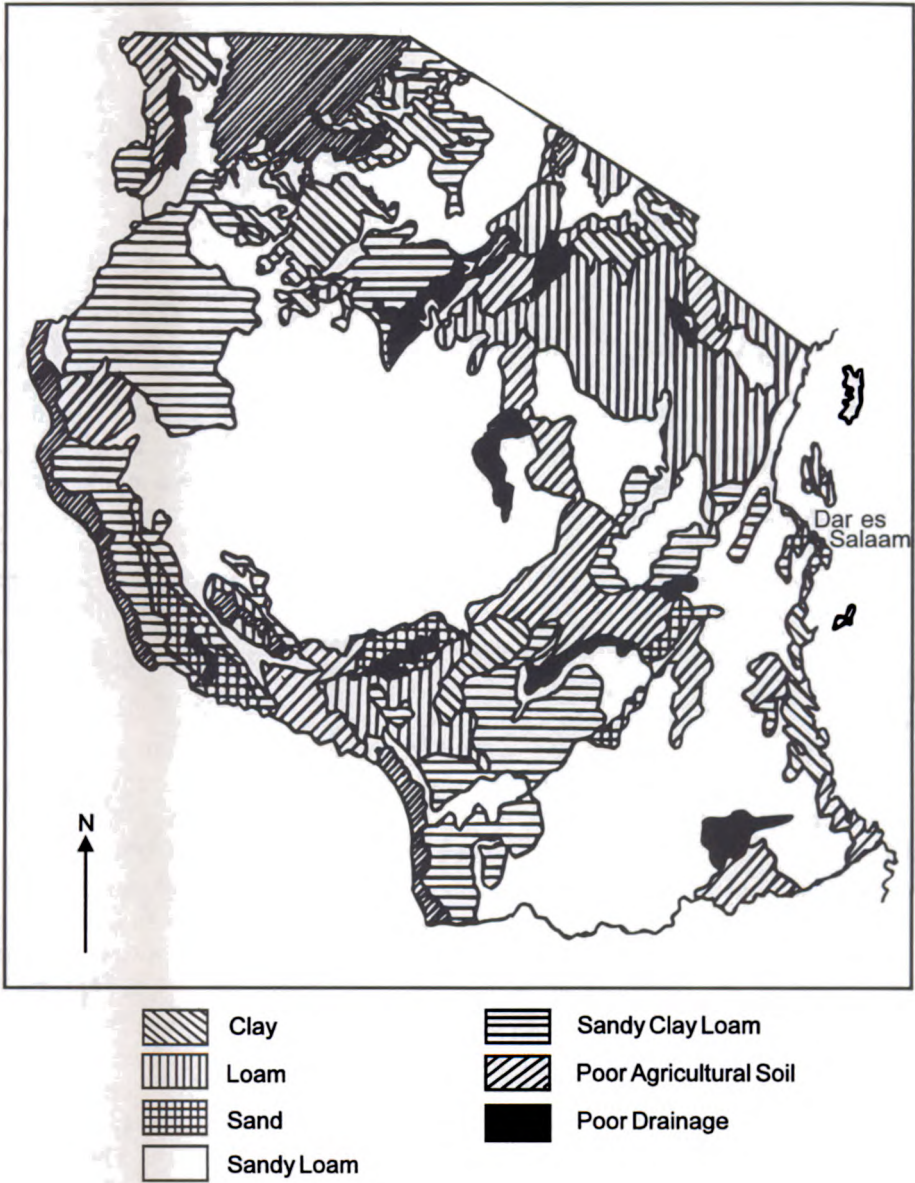 Dar es
Salaam
N
Clay
Loam
Sand
Sandy Loam
Sandy Clay Loam
Poor Agricultural Soil
Poor Drainage